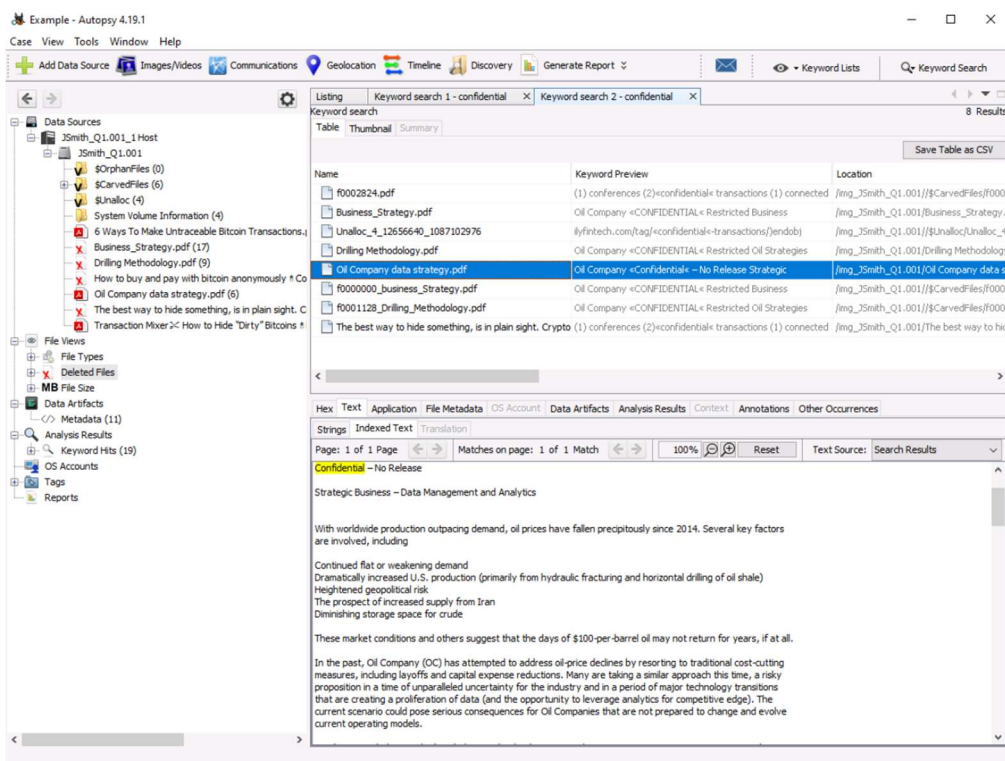 Example - Autopsy 4.19.1
Case View Tools Window Help
Add Data Source Images/Videos Communications Geolocation Timeline Discovery Generate Report Keyword Lists Keyword Search
Data Sources
JSmith_Q1.001_1 Host
JSmith_Q1.001
$OrphanFiles (0)
$CarvedFiles (6)
$Unalloc (4)
System Volume Information (4)
6 Ways To Make Untraceable Bitcoin Transactions.
Business_Strategy.pdf (17)
Drilling Methodology.pdf (9)
How to buy and pay with bitcoin anonymously Co
Oil Company data strategy.pdf (6)
The best way to hide something, is in plain sight. C
Transaction Mixer How to Hide "Dirty" Bitcoins
File Views
File Types
Deleted Files
MB File Size
Data Artifacts
Metadata (11)
Analysis Results
Keyword Hits (19)
OS Accounts
Tags
Reports
Listing Keyword search 1 - confidential Keyword search 2 - confidential
Keyword search 8 Results
Table Thumbnail Summary
Save Table as CSV
Name Keyword Preview Location
f0002824.pdf (1) conferences (2)«confidential« transactions (1) connected /img_JSmith_Q1.001//$CarvedFiles/f000
Business_Strategy.pdf Oil Company «CONFIDENTIAL« Restricted Business /img_JSmith_Q1.001/Business_Strategy.
Unalloc_4_12656640_1087102976 ilyfintech.com/tag/«confidential«-transactions/)endob) /img_JSmith_Q1.001//$Unalloc/Unalloc_4
Drilling Methodology.pdf Oil Company «CONFIDENTIAL« Restricted Oil Strategies /img_JSmith_Q1.001/Drilling Methodology
Oil Company data strategy.pdf Oil Company «Confidential« – No Release Strategic /img_JSmith_Q1.001/Oil Company data s
f0000000_business_Strategy.pdf Oil Company «CONFIDENTIAL« Restricted Business /img_JSmith_Q1.001//$CarvedFiles/f000
f0001128_Drilling_Methodology.pdf Oil Company «CONFIDENTIAL« Restricted Oil Strategies /img_JSmith_Q1.001//$CarvedFiles/f000
The best way to hide something, is in plain sight. Crypto (1) conferences (2)«confidential« transactions (1) connected /img_JSmith_Q1.001/The best way to hid
Hex Text Application File Metadata OS Account Data Artifacts Analysis Results Context Annotations Other Occurrences
Strings Indexed Text Translation
Page: 1 of 1 Page Matches on page: 1 of 1 Match 100% Reset Text Source: Search Results
Confidential – No Release
Strategic Business – Data Management and Analytics
With worldwide production outpacing demand, oil prices have fallen precipitously since 2014. Several key factors
are involved, including
Continued flat or weakening demand
Dramatically increased U.S. production (primarily from hydraulic fracturing and horizontal drilling of oil shale)
Heightened geopolitical risk
The prospect of increased supply from Iran
Diminishing storage space for crude
These market conditions and others suggest that the days of $100-per-barrel oil may not return for years, if at all.
In the past, Oil Company (OC) has attempted to address oil-price declines by resorting to traditional cost-cutting
measures, including layoffs and capital expense reductions. Many are taking a similar approach this time, a risky
proposition in a time of unparalleled uncertainty for the industry and in a period of major technology transitions
that are creating a proliferation of data (and the opportunity to leverage analytics for competitive edge). The
current scenario could pose serious consequences for Oil Companies that are not prepared to change and evolve
current operating models.